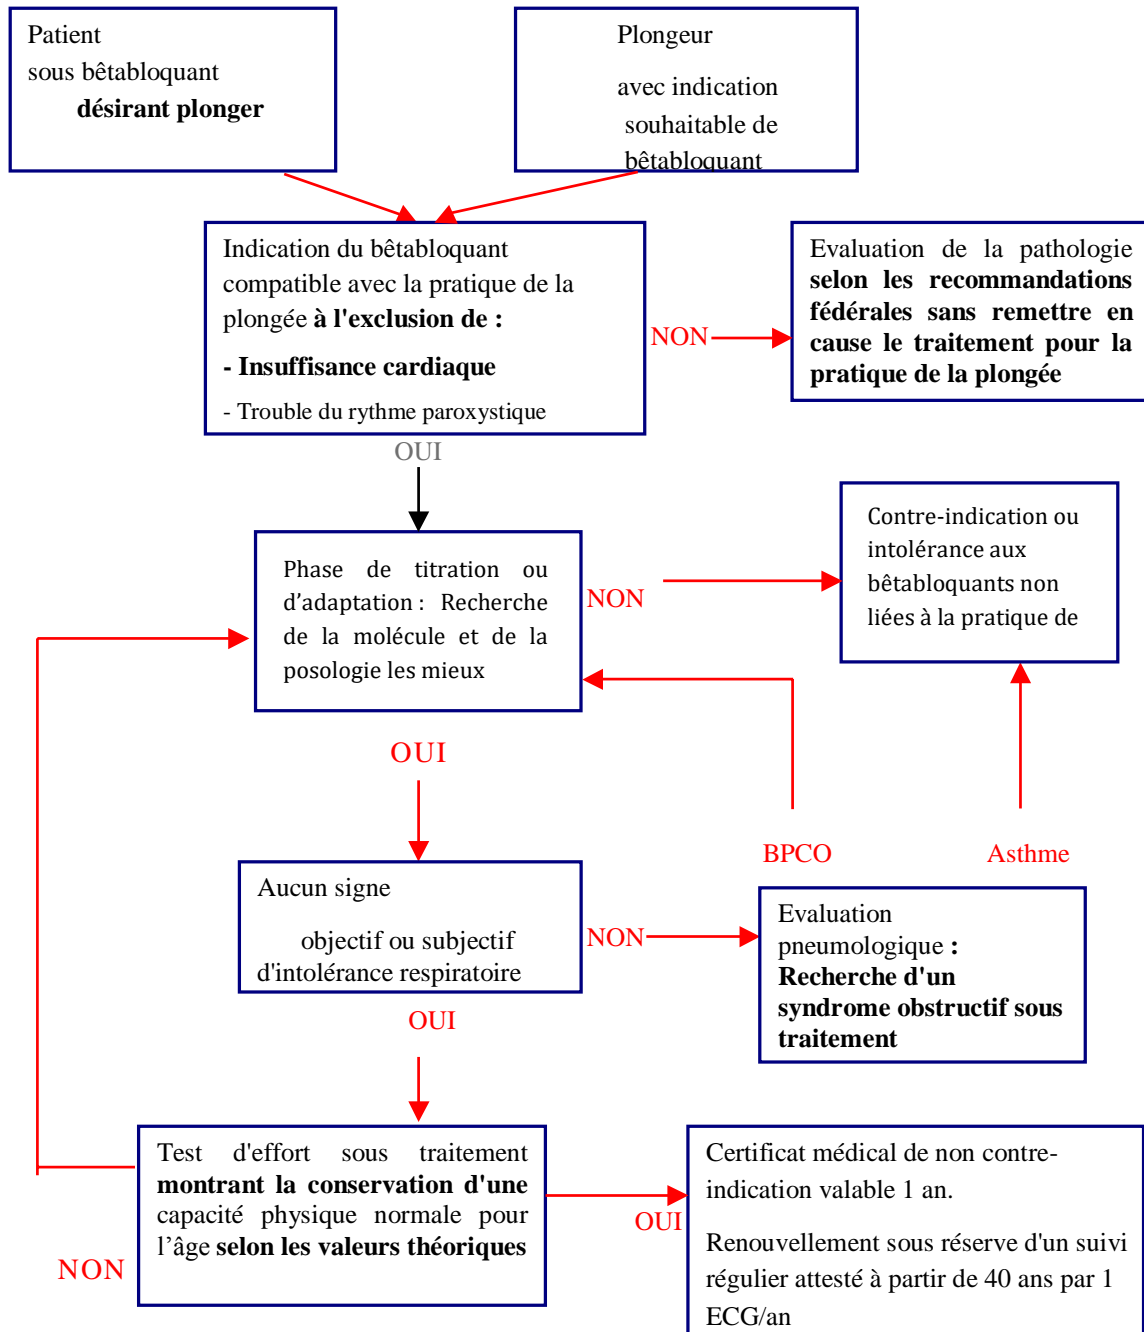 Patient
sous bêtabloquant
désirant plonger
Plongeur
avec indication
souhaitable de
bêtabloquant
Indication du bêtabloquant
compatible avec la pratique de la
plongée à l'exclusion de :
- Insuffisance cardiaque
- Trouble du rythme paroxystique
NON
Evaluation de la pathologie
selon les recommandations
fédérales sans remettre en
cause le traitement pour la
pratique de la plongée
OUI
Phase de titration ou
d'adaptation : Recherche
de la molécule et de la
posologie les mieux
NON
Contre-indication ou
intolérance aux
bêtabloquants non
liées à la pratique de
OUI
BPCO
Asthme
Aucun signe
objectif ou subjectif
d'intolérance respiratoire
NON
Evaluation
pneumologique :
Recherche d'un
syndrome obstructif sous
traitement
OUI
Test d'effort sous traitement
montrant la conservation d'une
capacité physique normale pour
l'âge selon les valeurs théoriques
NON
OUI
Certificat médical de non contre-
indication valable 1 an.
Renouvellement sous réserve d'un suivi
régulier attesté à partir de 40 ans par 1
ECG/an